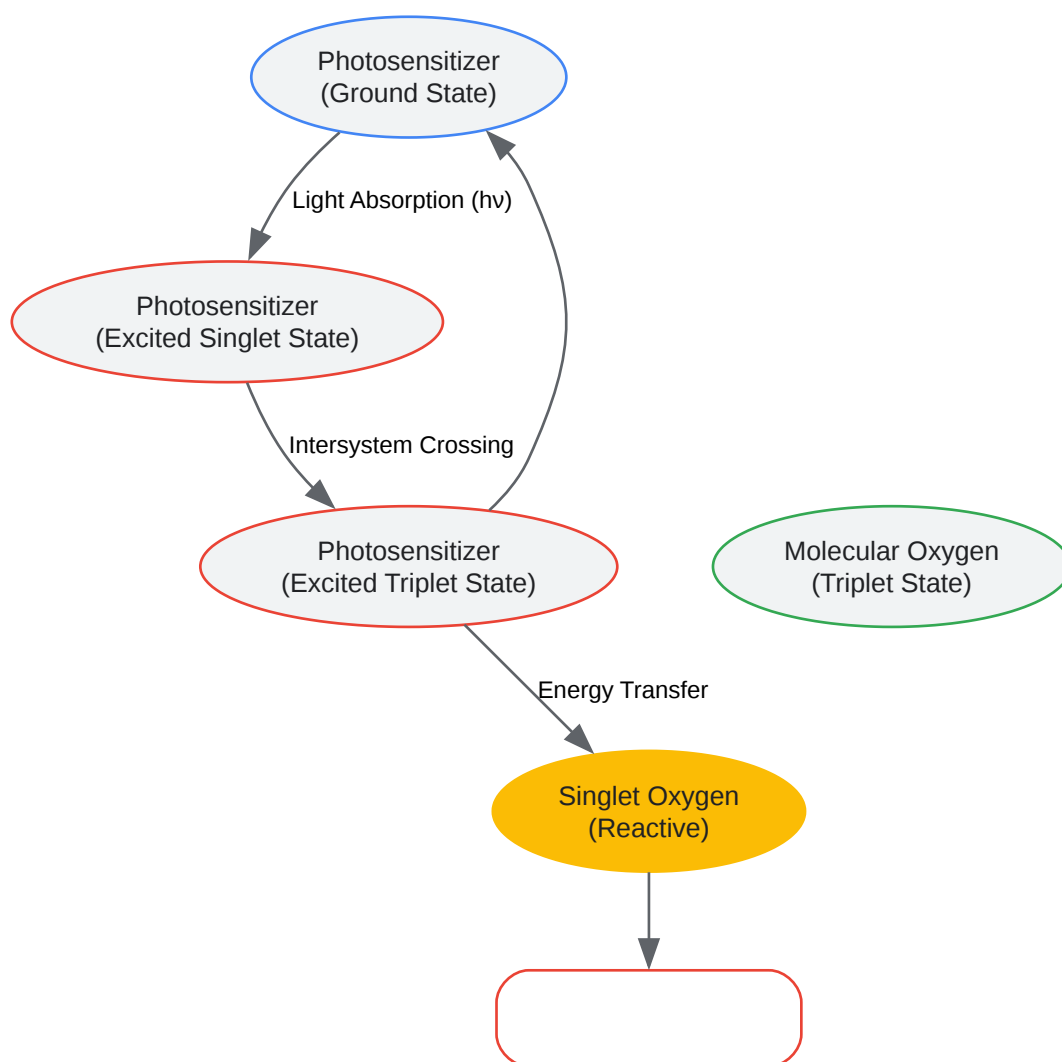 Photosensitizer
(Ground State)
Light Absorption (hν)
Photosensitizer
(Excited Singlet State)
Intersystem Crossing
Photosensitizer
(Excited Triplet State)
Molecular Oxygen
(Triplet State)
Energy Transfer
Singlet Oxygen
(Reactive)